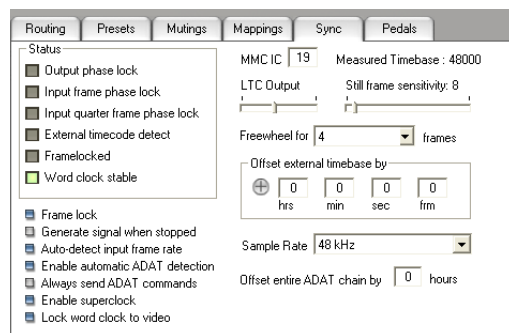 Routing Presets Mutings Mappings Sync Pedals
Status
Output phase lock
Input frame phase lock
Input quarter frame phase lock
External timecode detect
Framelocked
Word clock stable
Frame lock
Generate signal when stopped
Auto-detect input frame rate
Enable automatic ADAT detection
Always send ADAT commands
Enable superclock
Lock word clock to video
MMC IC 19 Measured Timebase : 48000
LTC Output Still frame sensitivity: 8
Freewheel for 4 frames
Offset external timebase by
0 0 0 0
hrs min sec frm
Sample Rate 48 kHz
Offset entire ADAT chain by 0 hours